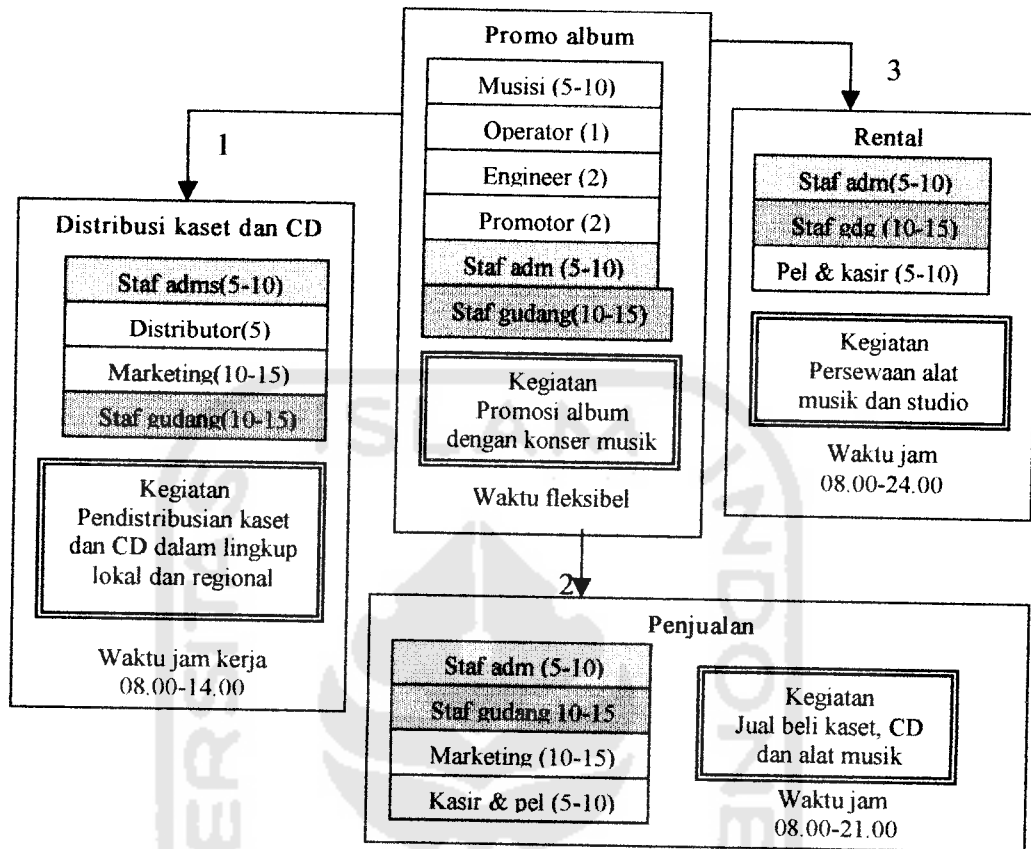 Promo album
Musisi (5-10)
Operator (1)
Engineer (2)
Promotor (2)
Staf adm (5-10)
Staf gudang(10-15)
Kegiatan
Promosi album
dengan konser musik
Waktu fleksibel
1
Distribusi kaset dan CD
Staf adms(5-10)
Distributor(5)
Marketing(10-15)
Staf gudang(10-15)
Kegiatan
Pendistribusian kaset
dan CD dalam lingkup
lokal dan regional
Waktu jam kerja
08.00-14.00
3
Rental
Staf adm(5-10)
Staf gdg (10-15)
Pel & kasir (5-10)
Kegiatan
Persewaan alat
musik dan studio
Waktu jam
08.00-24.00
2
Penjualan
Staf adm (5-10)
Staf gudang 10-15
Marketing (10-15)
Kasir & pel (5-10)
Kegiatan
Jual beli kaset, CD
dan alat musik
Waktu jam
08.00-21.00
ERSITAS ISLAM INDONE